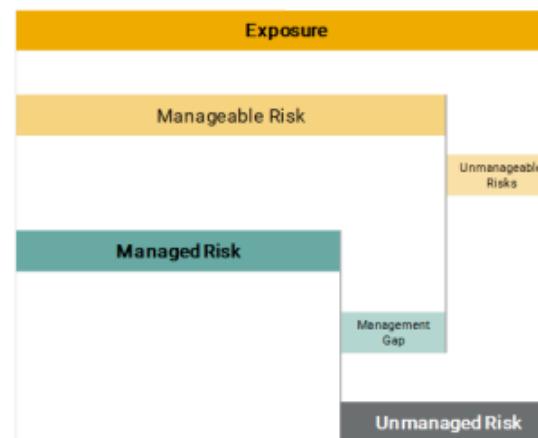 Exposure
Manageable Risk
Unmanageable
Risks
Managed Risk
Management
Gap
Unmanaged Risk